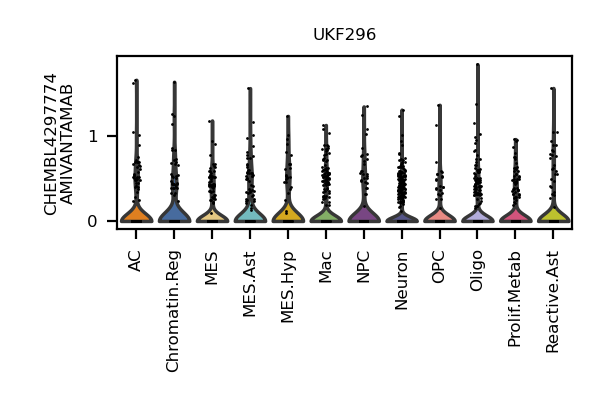 UKF296
CHEMBL4297774
AMIVANTAMAB
1
0
AC
Chromatin.Reg
MES
MES.Ast
MES.Hyp
Mac
NPC
Neuron
OPC
Oligo
Prolif.Metab
Reactive.Ast